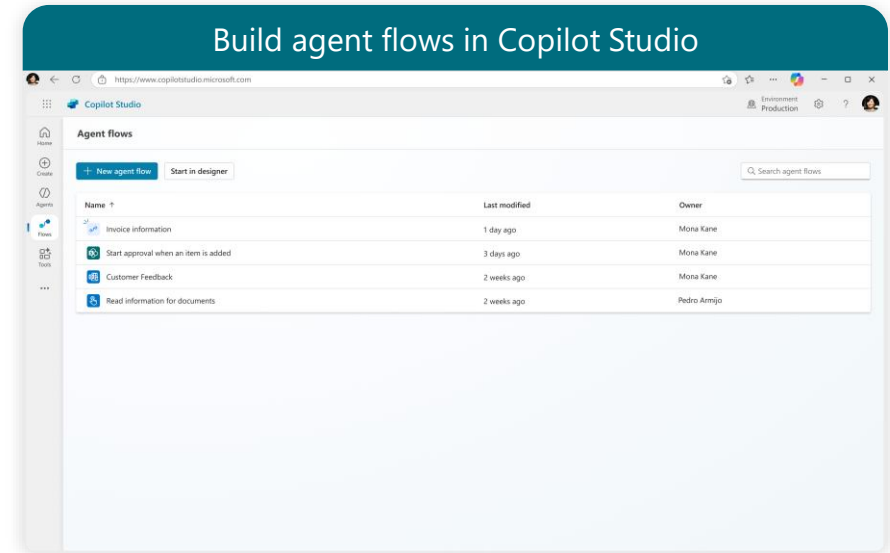 Build agent flows in Copilot Studio
https://www.copilotstudio.microsoft.com
Copilot Studio
Environment
Production
?
Home
Create
Agents
Flows
Tools
Agent flows
+ New agent flow
Start in designer
Search agent flows
Name ↑ Last modified Owner
Invoice information 1 day ago Mona Kane
Start approval when an item is added 3 days ago Mona Kane
Customer Feedback 2 weeks ago Mona Kane
Read information for documents 2 weeks ago Pedro Armijo